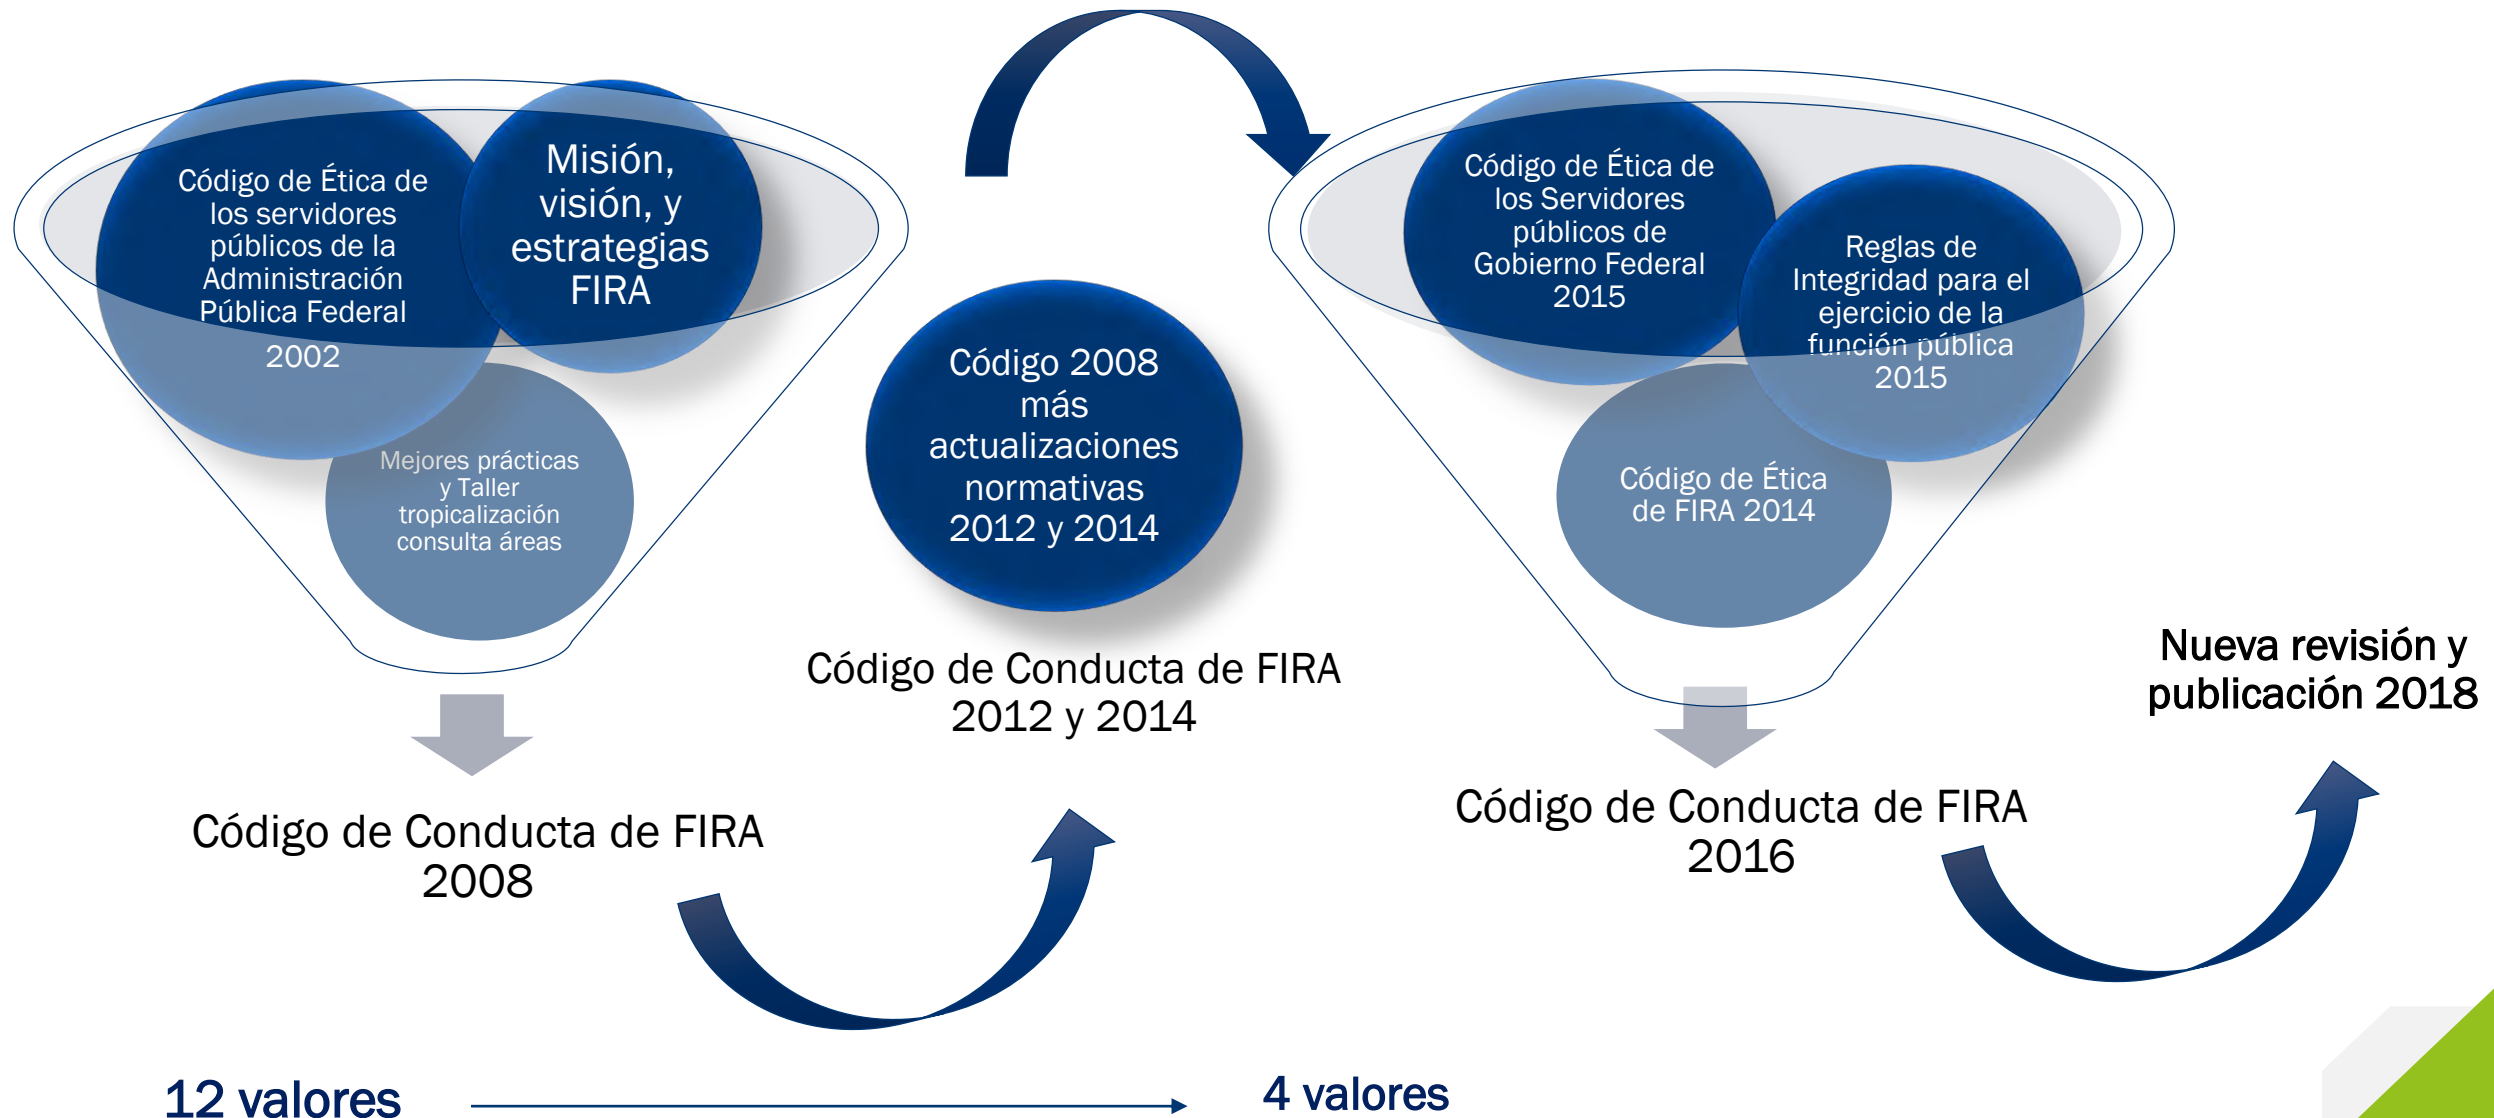 Código de Ética de
los servidores
públicos de la
Administración
Pública Federal
2002
Misión,
visión, y
estrategias
FIRA
Mejores prácticas
y Taller
tropicalización
consulta áreas
Código de Conducta de FIRA
2008
Código 2008
más
actualizaciones
normativas
2012 y 2014
Código de Conducta de FIRA
2012 y 2014
Código de Ética de
los Servidores
públicos de
Gobierno Federal
2015
Reglas de
Integridad para el
ejercicio de la
función pública
2015
Código de Ética
de FIRA 2014
Código de Conducta de FIRA
2016
Nueva revisión y
publicación 2018
12 valores
4 valores